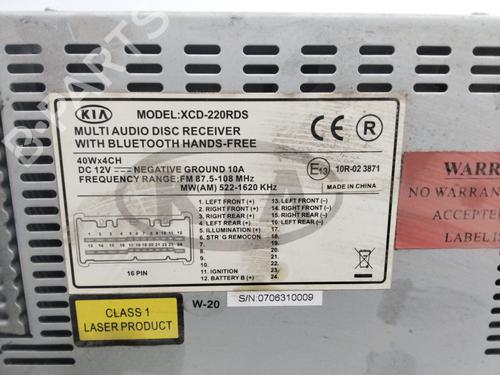 B-PARTS
KIA
MODEL:XCD-220RDS
MULTI AUDIO DISC RECEIVER
WITH BLUETOOTH HANDS-FREE
40Wx4CH
DC 12V NEGATIVE GROUND 10A
FREQUENCY RANGE:FM 87.5-108 MHz
MW(AM) 522-1620 KHz
CE R
E13 10R-02 3871
MADE IN CHINA
1. LEFT FRONT (+) 13. LEFT FRONT (-)
2. RIGHT FRONT (+) 14. RIGHT FRONT (-)
3. RIGHT REAR (+) 15. RIGHT REAR (-)
4. LEFT REAR (+) 16. LEFT REAR (-)
5. ILLUMINATION (+) 17.
6. STR'G REMOCON 18.
7. 19.
8. 20.
9. 21.
10. 22.
11. IGNITION 23.
12. BATTERY B (+) 24.
16 PIN
KIA
WARR
NO WARRAN
ACCEPTE
LABEL IS
CLASS 1
LASER PRODUCT
W-20
S/N:0706310009